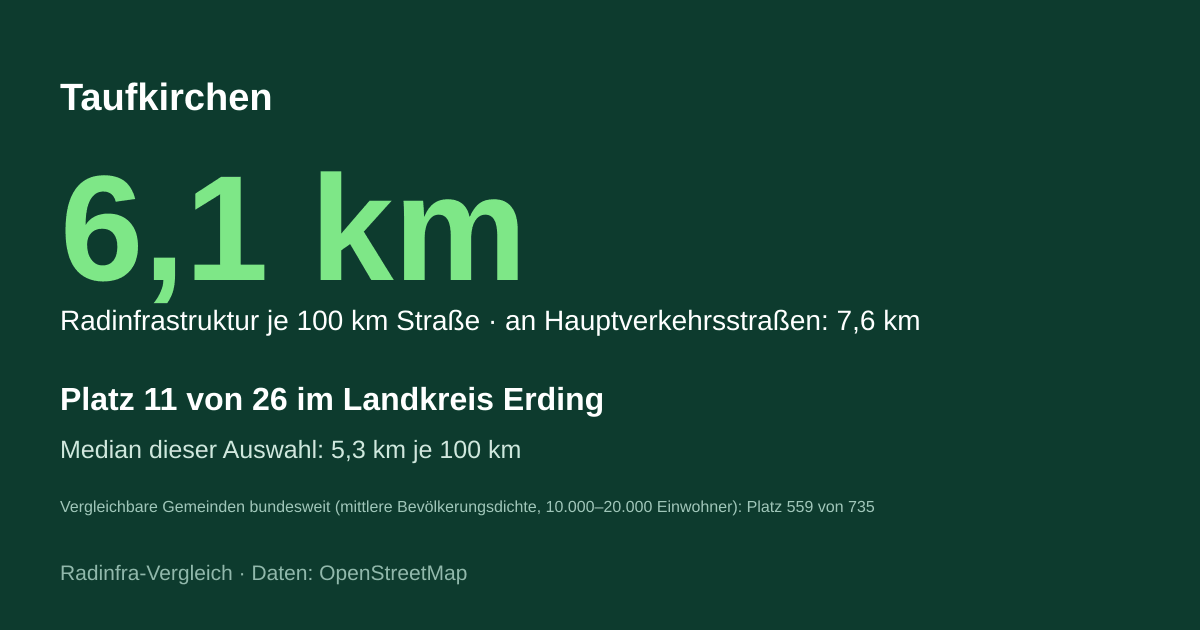 Taufkirchen
6,1 km
Radinfrastruktur je 100 km Straße · an Hauptverkehrsstraßen: 7,6 km
Platz 11 von 26 im Landkreis Erding
Median dieser Auswahl: 5,3 km je 100 km
Vergleichbare Gemeinden bundesweit (mittlere Bevölkerungsdichte, 10.000–20.000 Einwohner): Platz 559 von 735
Radinfra-Vergleich · Daten: OpenStreetMap